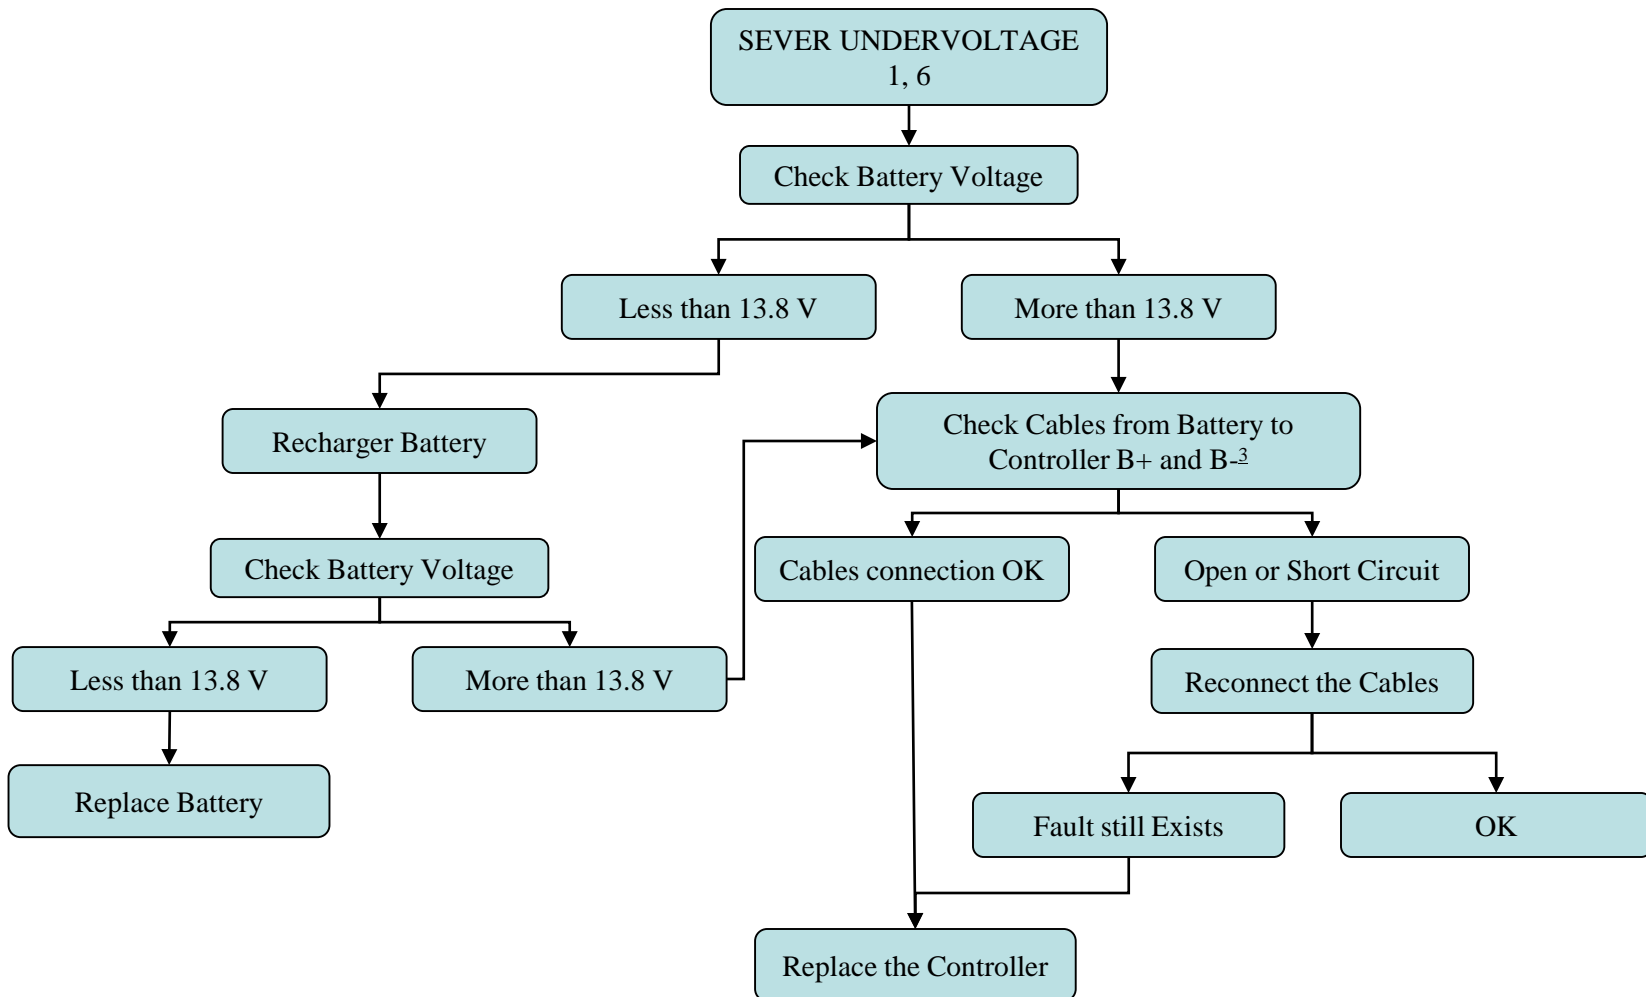 SEVER UNDERVOLTAGE
1, 6
Check Battery Voltage
Less than 13.8 V
More than 13.8 V
Recharger Battery
Check Cables from Battery to
Controller B+ and B-3
Check Battery Voltage
Cables connection OK
Open or Short Circuit
Less than 13.8 V
More than 13.8 V
Reconnect the Cables
Replace Battery
Fault still Exists
OK
Replace the Controller